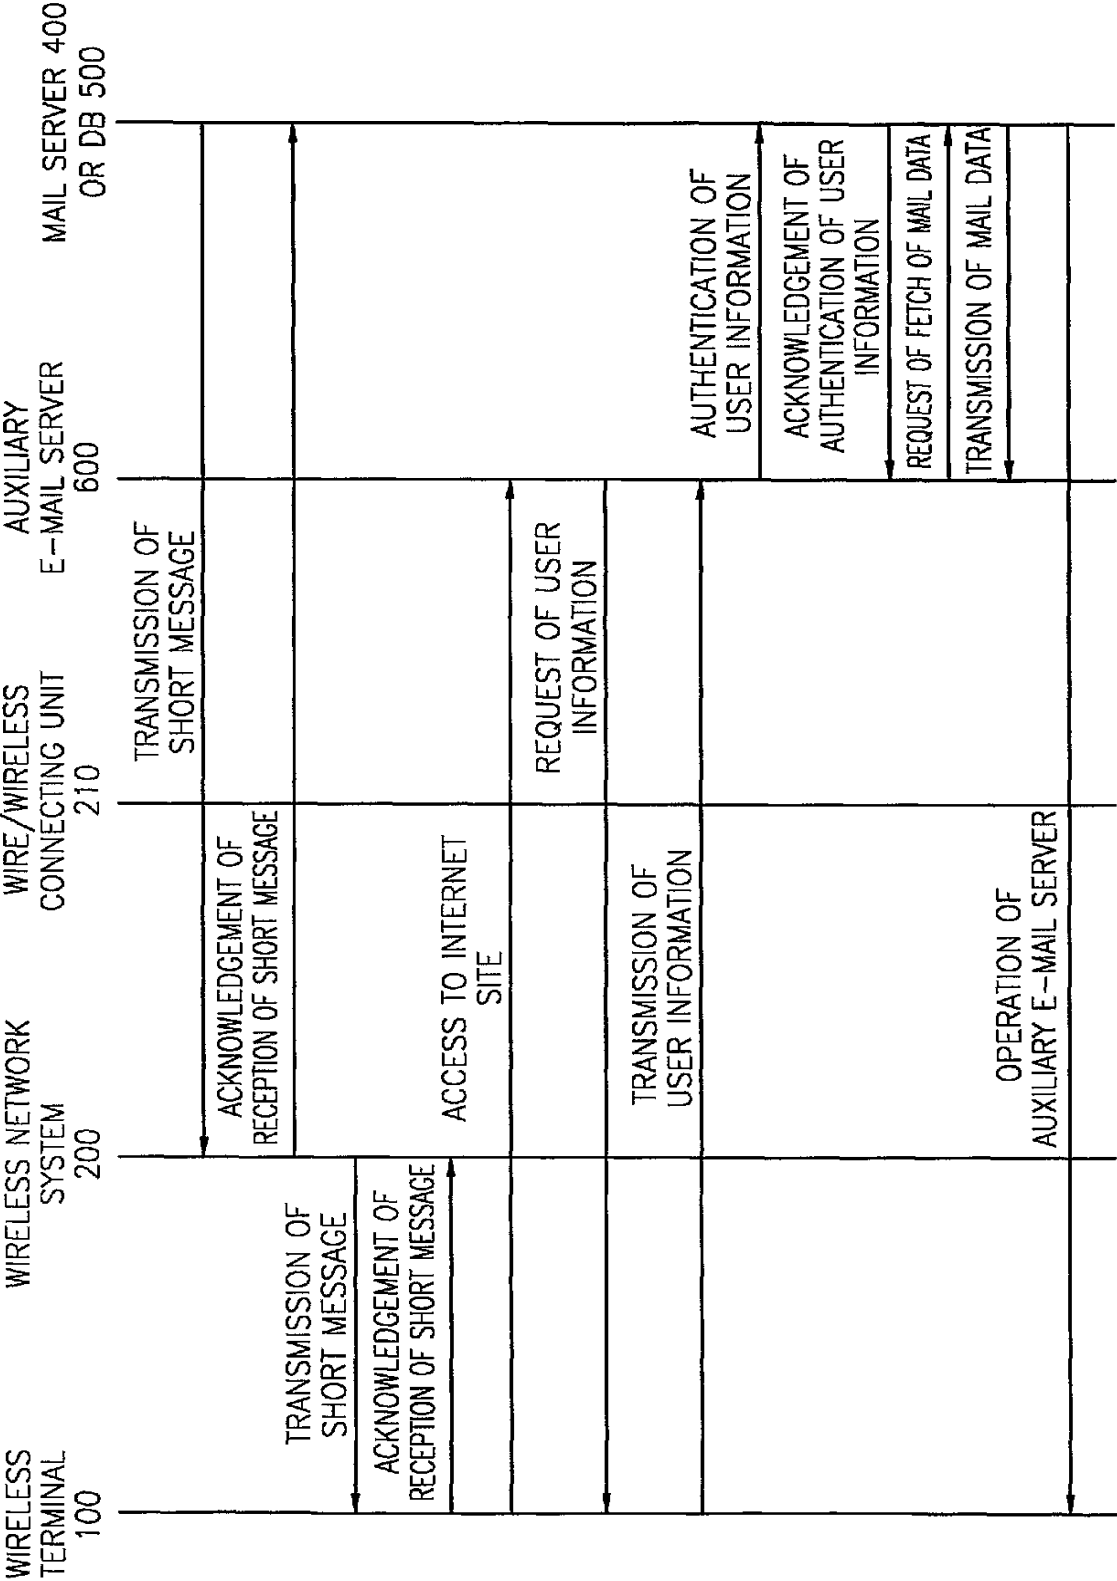 WIRELESS
TERMINAL
100
WIRELESS NETWORK
SYSTEM
200
WIRE/WIRELESS
CONNECTING UNIT
210
AUXILIARY
E-MAIL SERVER
600
MAIL SERVER 400
OR DB 500
TRANSMISSION OF
SHORT MESSAGE
ACKNOWLEDGEMENT OF
RECEPTION OF SHORT MESSAGE
TRANSMISSION OF
SHORT MESSAGE
ACKNOWLEDGEMENT OF
RECEPTION OF SHORT MESSAGE
ACCESS TO INTERNET
SITE
REQUEST OF USER
INFORMATION
TRANSMISSION OF
USER INFORMATION
AUTHENTICATION OF
USER INFORMATION
ACKNOWLEDGEMENT OF
AUTHENTICATION OF USER
INFORMATION
REQUEST OF FETCH OF MAIL DATA
TRANSMISSION OF MAIL DATA
OPERATION OF
AUXILIARY E-MAIL SERVER